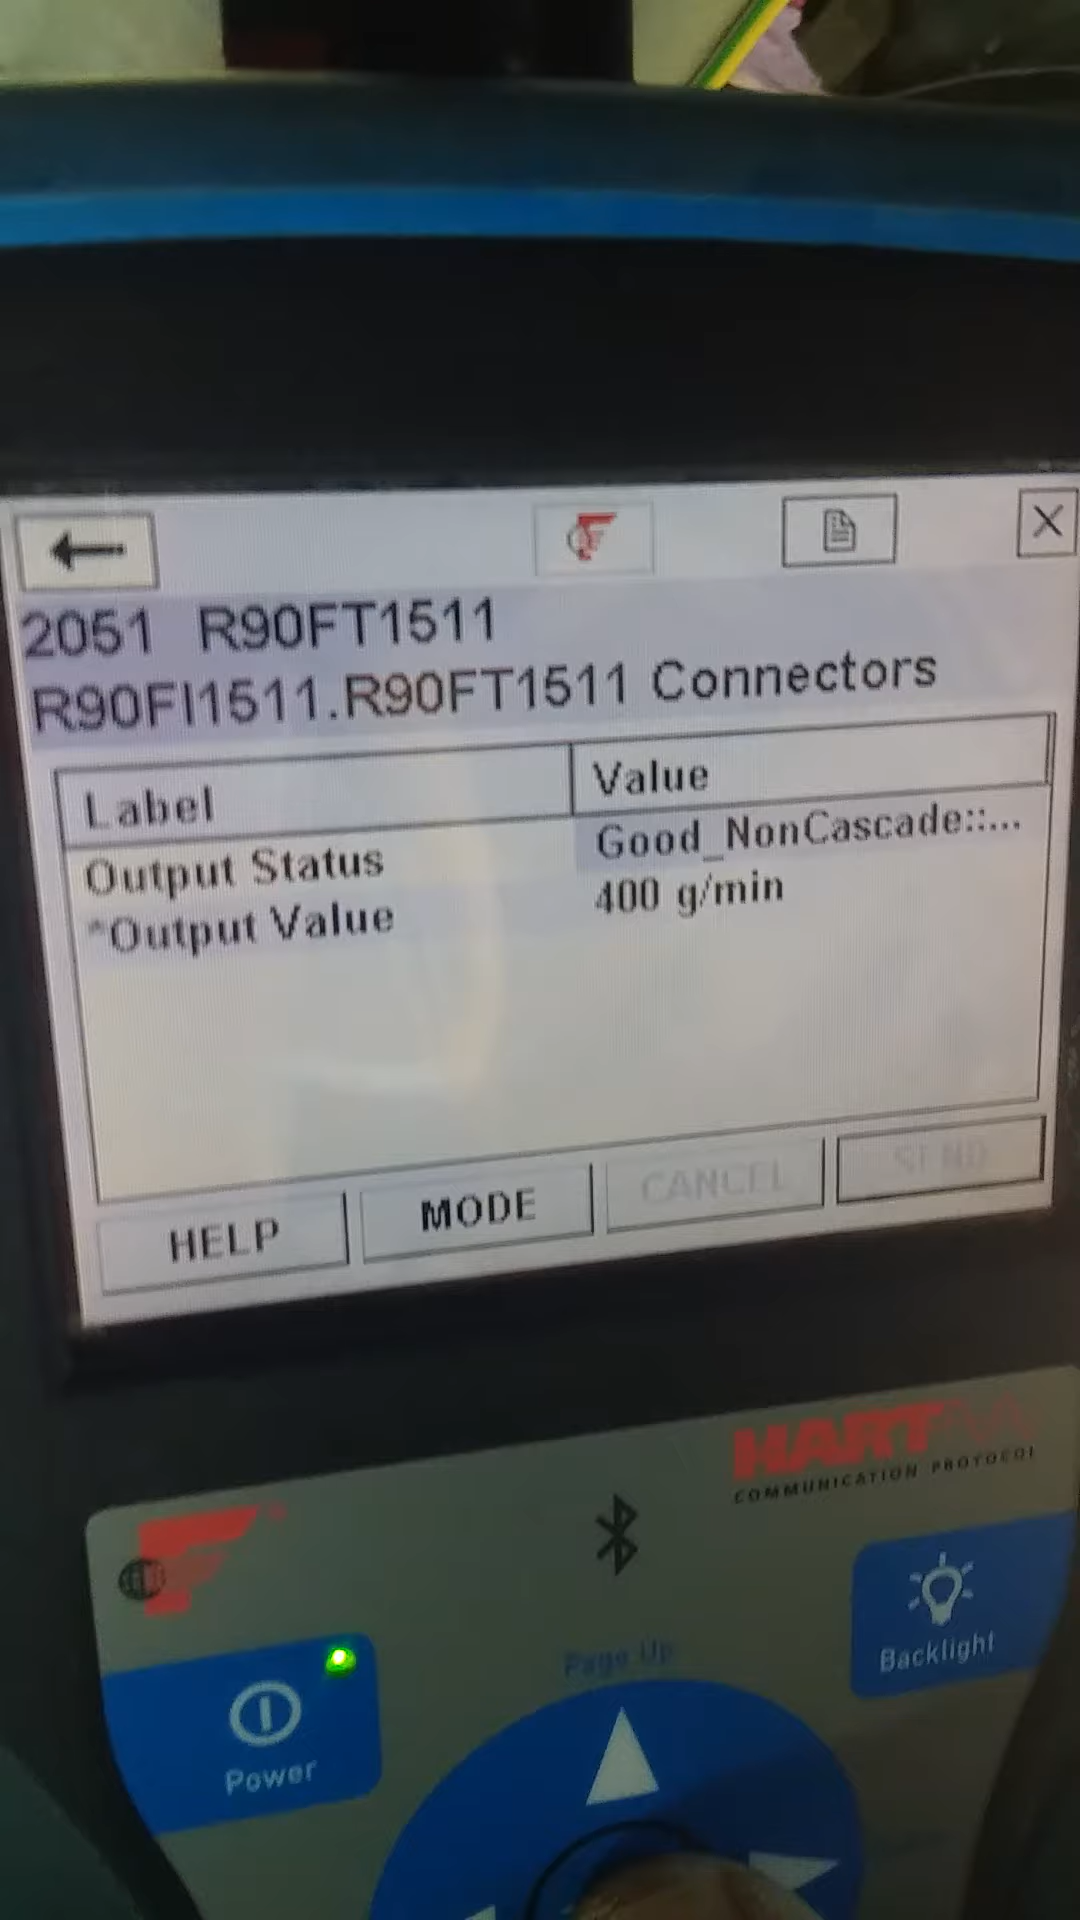 2051 R90FT1511
R90FI1511.R90FT1511 Connectors
Label Value
Output Status Good_NonCascade::...
*Output Value 400 g/min
HELP MODE CANCEL SEND
HART
COMMUNICATION PROTOCOL
Page Up
Backlight
Power